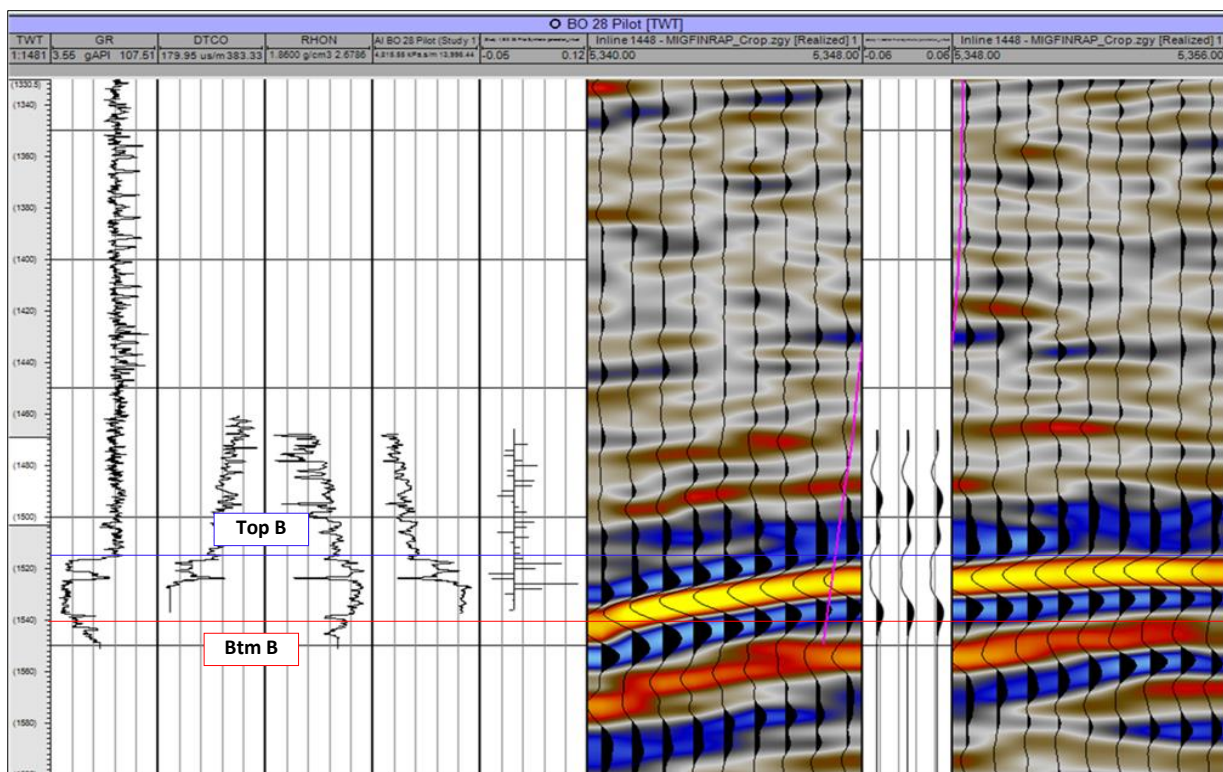 BO 28 Pilot [TWT]
TWT GR DTCO RHON AI BO 28 Pilot (Study 1) Inline 1448 - MIGFINRAP_Crop.zgy [Realized] 1 Inline 1448 - MIGFINRAP_Crop.zgy [Realized] 1
1:1481 3.55 gAPI 107.51 179.95 us/m 383.33 1.8600 g/cm3 2.6786 -0.05 0.12 5,340.00 5,348.00 -0.06 0.06 5,348.00 5,366.00
(1330.5)
(1340)
(1360)
(1380)
(1400)
(1420)
(1440)
(1460)
(1480)
(1500)
Top B
(1520)
(1540)
Btm B
(1560)
(1580)